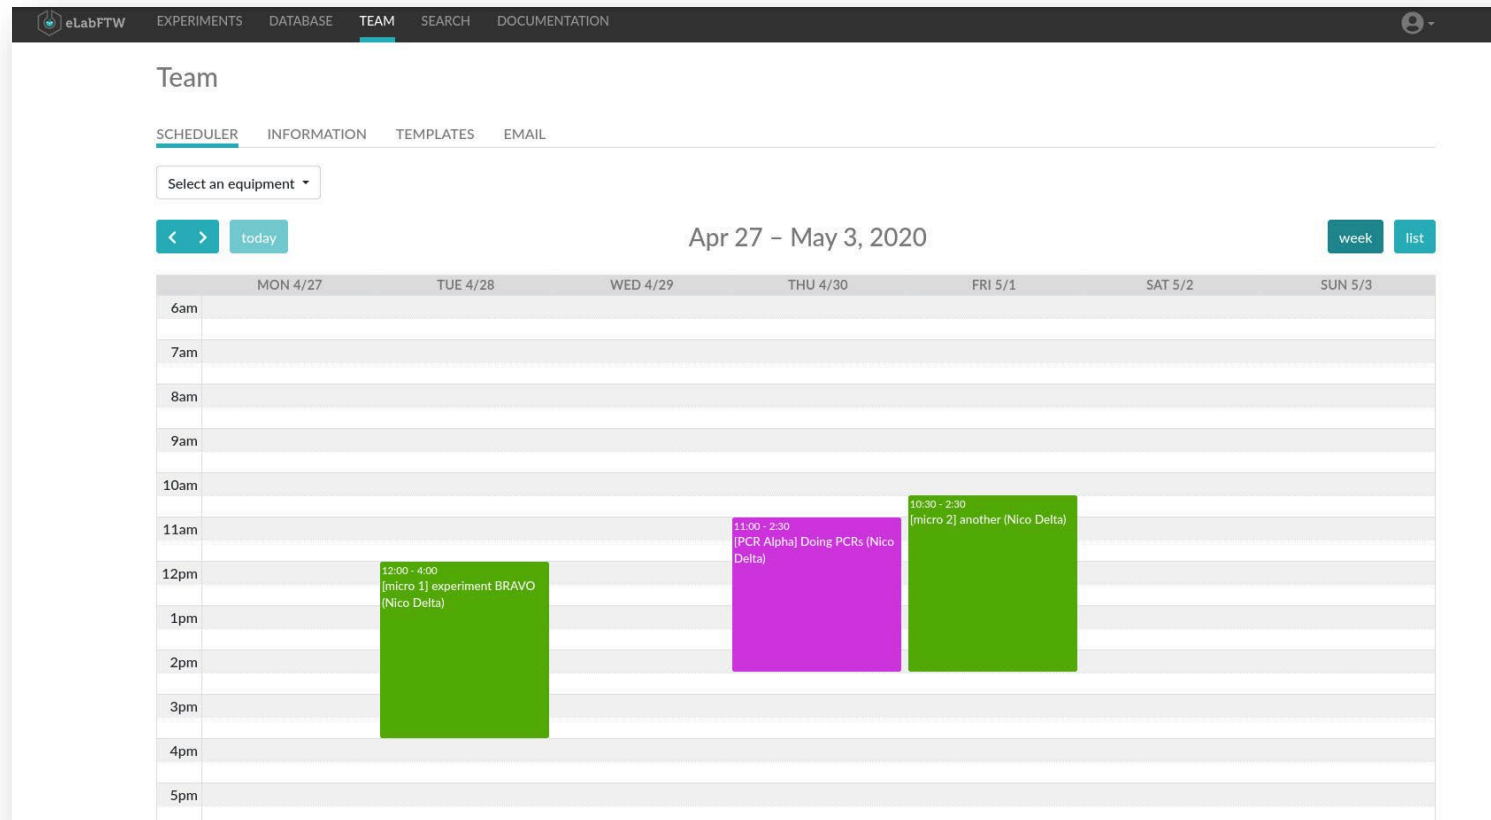 eLabFTW EXPERIMENTS DATABASE TEAM SEARCH DOCUMENTATION
Team
SCHEDULER INFORMATION TEMPLATES EMAIL
Select an equipment
today Apr 27 – May 3, 2020 week list
MON 4/27 TUE 4/28 WED 4/29 THU 4/30 FRI 5/1 SAT 5/2 SUN 5/3
6am
7am
8am
9am
10am
10:30 - 2:30
[micro 2] another (Nico Delta)
11am
11:00 - 2:30
[PCR Alpha] Doing PCRs (Nico
Delta)
12pm
12:00 - 4:00
[micro 1] experiment BRAVO
(Nico Delta)
1pm
2pm
3pm
4pm
5pm